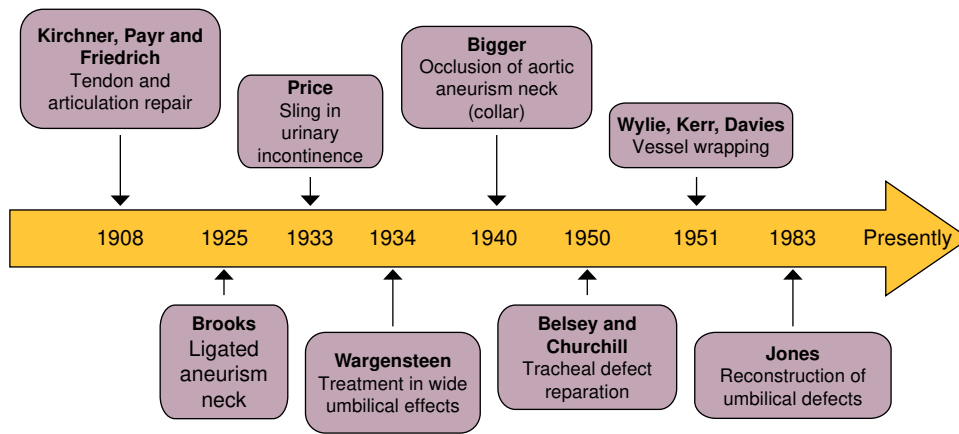 Kirchner, Payr and
Friedrich
Tendon and
articulation repair
Price
Sling in
urinary
incontinence
Bigger
Occlusion of aortic
aneurism neck
(collar)
Wylie, Kerr, Davies
Vessel wrapping
1908 1925 1933 1934 1940 1950 1951 1983 Presently
Brooks
Ligated
aneurism
neck
Wargensteen
Treatment in wide
umbilical effects
Belsey and
Churchill
Tracheal defect
reparation
Jones
Reconstruction of
umbilical defects